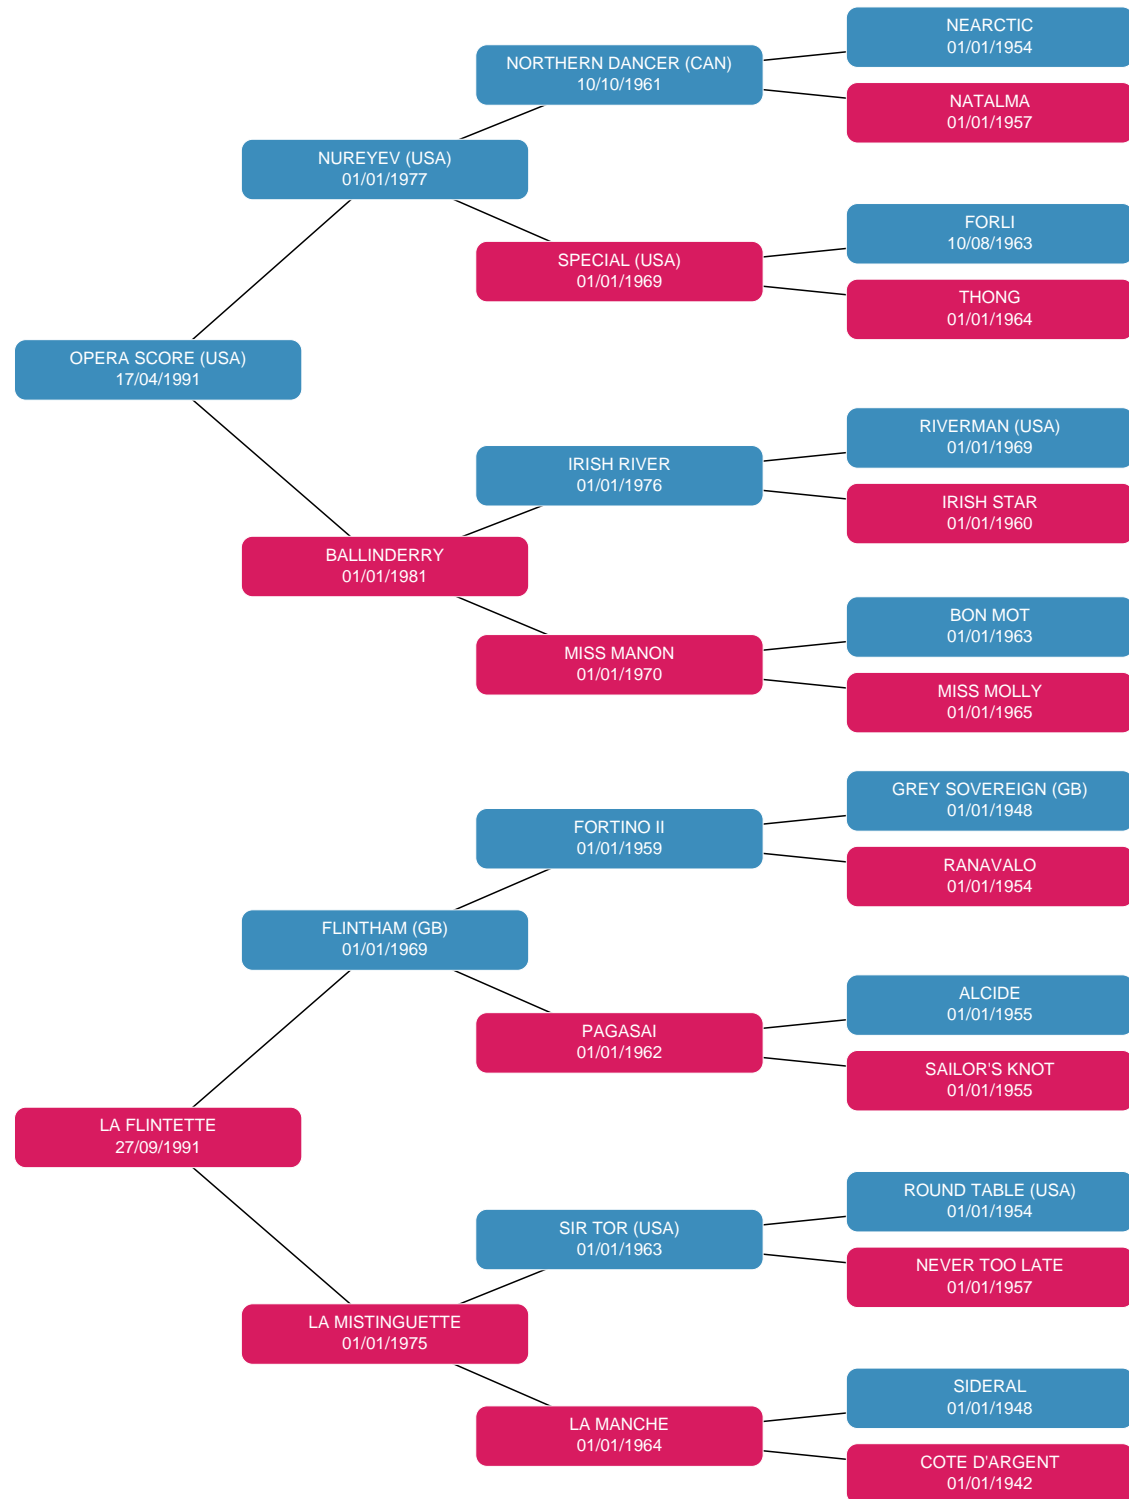 NEARCTIC
01/01/1954
NORTHERN DANCER (CAN)
10/10/1961
NATALMA
01/01/1957
NUREYEV (USA)
01/01/1977
FORLI
10/08/1963
SPECIAL (USA)
01/01/1969
THONG
01/01/1964
OPERA SCORE (USA)
17/04/1991
RIVERMAN (USA)
01/01/1969
IRISH RIVER
01/01/1976
IRISH STAR
01/01/1960
BALLINDERRY
01/01/1981
BON MOT
01/01/1963
MISS MANON
01/01/1970
MISS MOLLY
01/01/1965
GREY SOVEREIGN (GB)
01/01/1948
FORTINO II
01/01/1959
RANAVALO
01/01/1954
FLINTHAM (GB)
01/01/1969
ALCIDE
01/01/1955
PAGASAI
01/01/1962
SAILOR'S KNOT
01/01/1955
LA FLINTETTE
27/09/1991
ROUND TABLE (USA)
01/01/1954
SIR TOR (USA)
01/01/1963
NEVER TOO LATE
01/01/1957
LA MISTINGUETTE
01/01/1975
SIDERAL
01/01/1948
LA MANCHE
01/01/1964
COTE D'ARGENT
01/01/1942